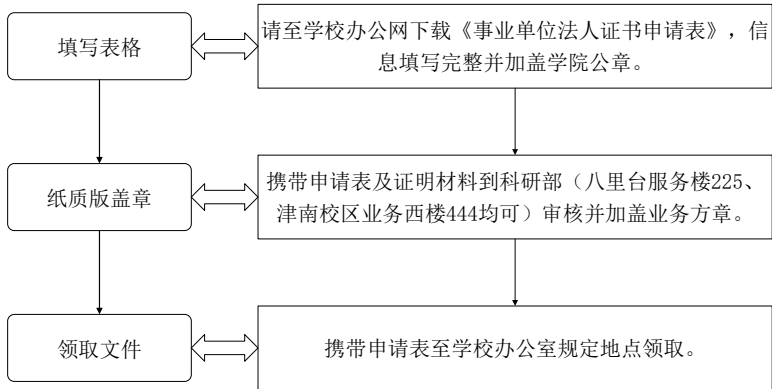 填写表格
请至学校办公网下载《事业单位法人证书申请表》，信
息填写完整并加盖学院公章。
纸质版盖章
携带申请表及证明材料到科研部（八里台服务楼225、
津南校区业务西楼444均可）审核并加盖业务方章。
领取文件
携带申请表至学校办公室规定地点领取。